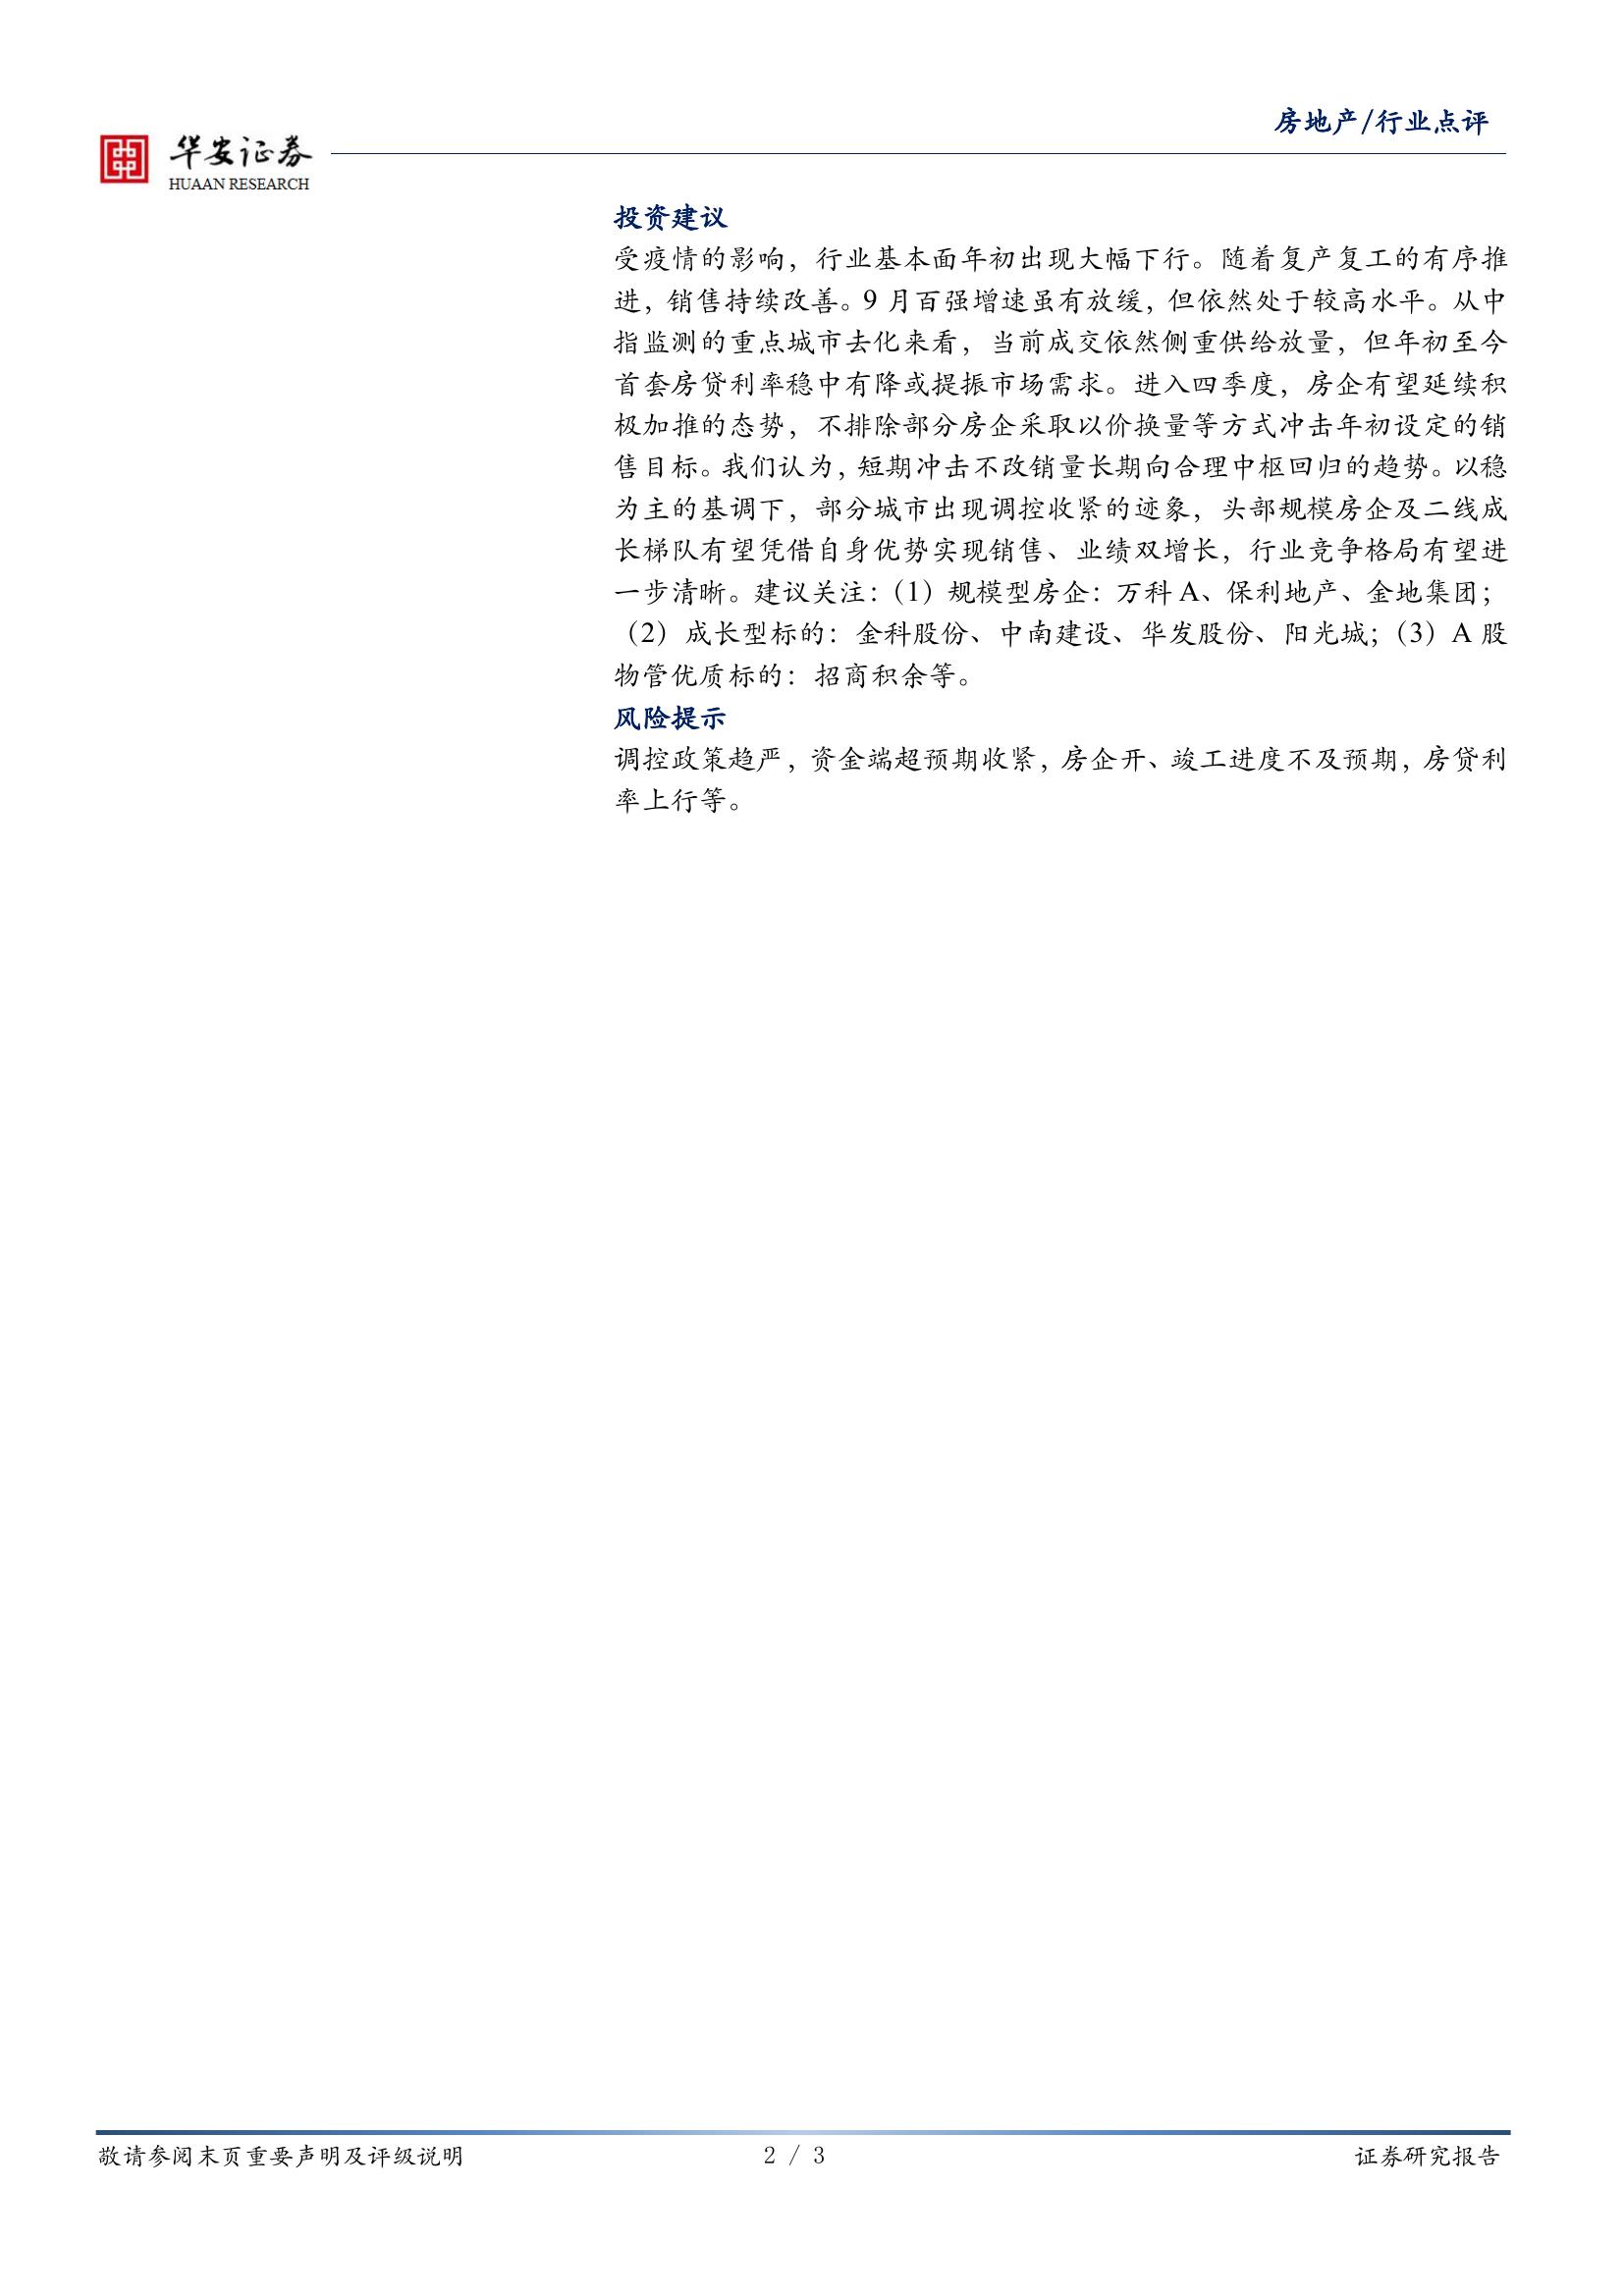 房地产/行业点评
华安证券
HUAAN RESEARCH
投资建议
受疫情的影响，行业基本面年初出现大幅下行。随着复产复工的有序推
进，销售持续改善。9 月百强增速虽有放缓，但依然处于较高水平。从中
指监测的重点城市去化来看，当前成交依然侧重供给放量，但年初至今
首套房贷利率稳中有降或提振市场需求。进入四季度，房企有望延续积
极加推的态势，不排除部分房企采取以价换量等方式冲击年初设定的销
售目标。我们认为，短期冲击不改销量长期向合理中枢回归的趋势。以稳
为主的基调下，部分城市出现调控收紧的迹象，头部规模房企及二线成
长梯队有望凭借自身优势实现销售、业绩双增长，行业竞争格局有望进
一步清晰。建议关注：（1）规模型房企：万科 A、保利地产、金地集团；
（2）成长型标的：金科股份、中南建设、华发股份、阳光城；（3）A 股
物管优质标的：招商积余等。
风险提示
调控政策趋严，资金端超预期收紧，房企开、竣工进度不及预期，房贷利
率上行等。
敬请参阅末页重要声明及评级说明
2 / 3
证券研究报告